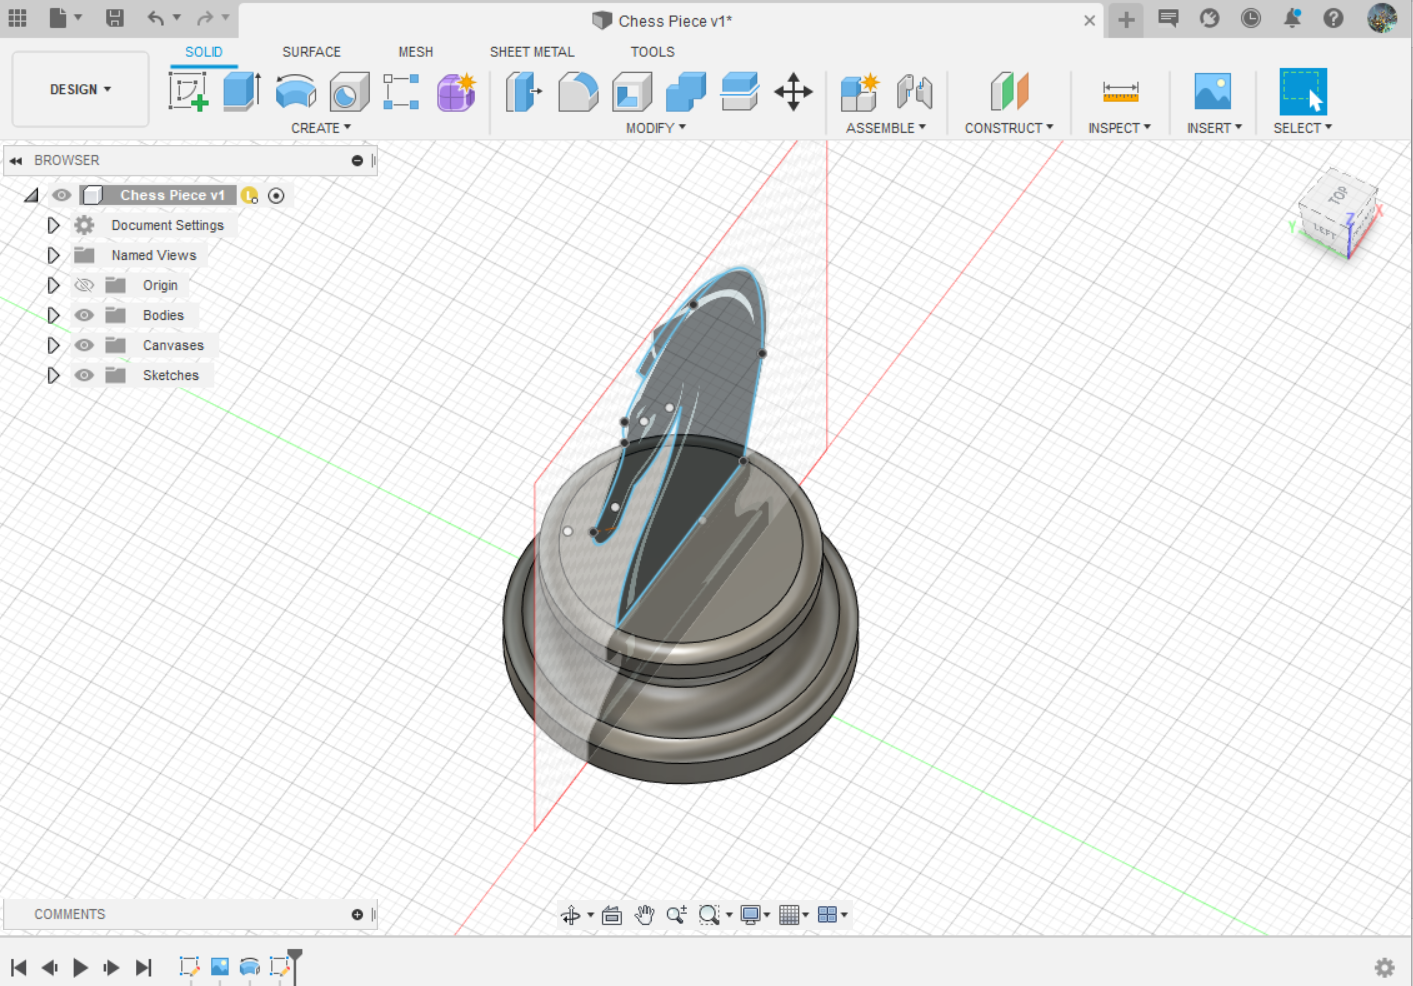 Chess Piece v1*
SOLID SURFACE MESH SHEET METAL TOOLS
DESIGN
CREATE MODIFY ASSEMBLE CONSTRUCT INSPECT INSERT SELECT
BROWSER
Chess Piece v1
Document Settings
Named Views
Origin
Bodies
Canvases
Sketches
TOP
LEFT
Z
X
Y
COMMENTS